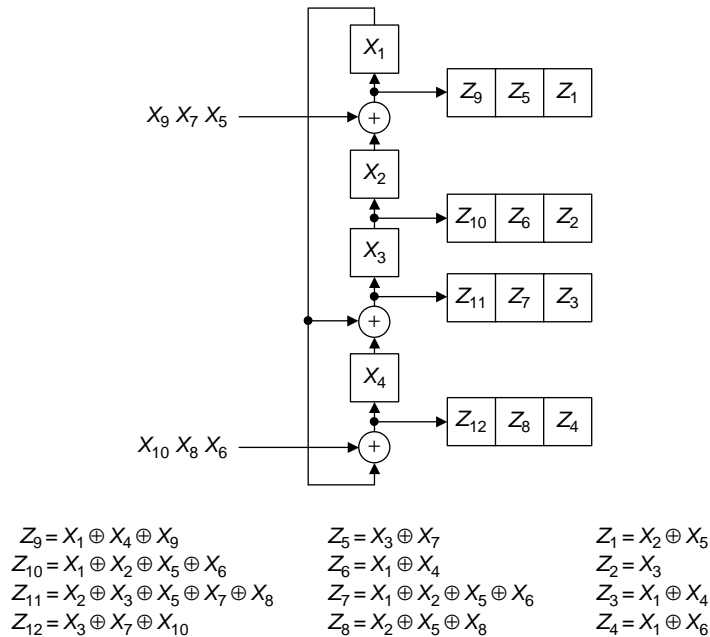 X₁
Z₉ Z₅ Z₁
X₉ X₇ X₅ +
X₂
Z₁₀ Z₆ Z₂
X₃
Z₁₁ Z₇ Z₃
+
X₄
Z₁₂ Z₈ Z₄
X₁₀ X₈ X₆ +
Z₉ = X₁ ⊕ X₄ ⊕ X₉ Z₅ = X₃ ⊕ X₇ Z₁ = X₂ ⊕ X₅
Z₁₀ = X₁ ⊕ X₂ ⊕ X₅ ⊕ X₆ Z₆ = X₁ ⊕ X₄ Z₂ = X₃
Z₁₁ = X₂ ⊕ X₃ ⊕ X₅ ⊕ X₇ ⊕ X₈ Z₇ = X₁ ⊕ X₂ ⊕ X₅ ⊕ X₆ Z₃ = X₁ ⊕ X₄
Z₁₂ = X₃ ⊕ X₇ ⊕ X₁₀ Z₈ = X₂ ⊕ X₅ ⊕ X₈ Z₄ = X₁ ⊕ X₆